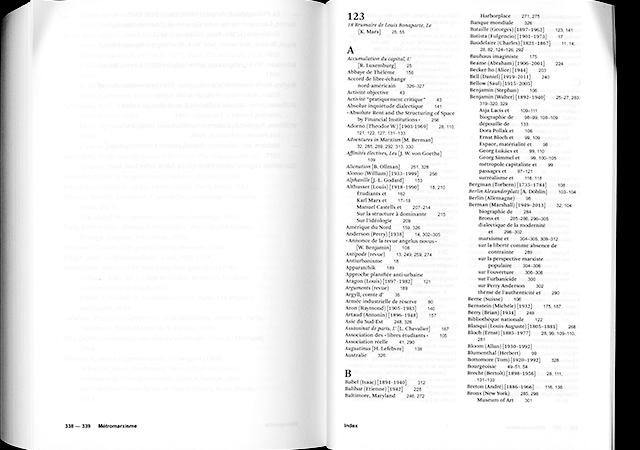 338 — 339 Métromarxisme
123
18 Brumaire de Louis Bonaparte, Le
[K. Marx] 25, 55
A
Accumulation du capital, L'
[R. Luxemburg] 25
Abbaye de Thélème 156
Accord de libre-échange
nord-américain 326–327
Activité objective 43
Activité "pratiquement critique" 43
Absolue inquiétude dialectique 141
«Absolute Rent and the Structuring of Space
by Financial Institutions» 256
Adorno (Theodor W.) [1903-1969] 28, 110,
121, 122, 127, 131–133
Adventures in Marxism [M. Berman]
32, 285, 289, 292, 313, 330
Affinités électives, Les [J. W. von Goethe]
109
Alienation [B. Ollman] 251, 328
Alonso (William) [1933-1999] 256
Alphaville [J.-L. Godard] 153
Althusser (Louis) [1918-1990] 18, 210
Étudiants et 162
Karl Marx et 17–18
Manuel Castells et 207–214
Sur la structure à dominante 215
Sur l'idéologie 209
Amérique du Nord 159, 326
Anderson (Perry) [1938] 14, 302–305
«Annonce de la revue angelus novus»
[W. Benjamin] 108
Antipode (revue) 13, 249, 259, 274
Antiurbanisme 18
Apparatchik 189
Approche planifiée anti-urbaine
Aragon (Louis) [1897-1982] 121
Arguments (revue) 189
Argyll, comte d' 36
Armée industrielle de réserve 80
Aron (Raymond) [1905-1983] 140
Artaud (Antonin) [1896-1948] 157
Asie du Sud-Est 248, 326
Assassinat de Paris, L' [L. Chevalier] 187
Association des «libres étudiants» 105
Association réelle 41, 290
Augustinus [H. Lefebvre] 138
Australie 326
B
Babel (Isaac) [1894-1940] 312
Balibar (Étienne) [1942] 228
Baltimore, Maryland 246, 272
Index
Harborplace 271, 275
Banque mondiale 326
Bataille (Georges) [1897-1962] 123, 141
Batista (Fulgencio) [1901-1973] 17
Baudelaire (Charles) [1821-1867] 11, 14,
28, 82, 124–126, 292
Bauhaus imaginiste 175
Beame (Abraham) [1906-2001] 224
Becker-ho (Alice) [1944] 203
Bell (Daniel) [1919-2011] 240
Bellow (Saul) [1915-2005]
Benjamin (Stephan) 106
Benjamin (Walter) [1892-1940] 25–27, 283,
319–320, 329
Asja Lacis et 109–111
biographie de 98–99, 108–109
dépouille de 133
Dora Pollak et 106
Ernst Bloch et 99, 109
Espace, matérialité et 98
Georg Lukács et 99, 110
Georg Simmel et 99, 100–105
métropole capitaliste et 99
passages et 97–121
surréalisme et 116, 118
Bergman (Torbern) [1735-1784] 108
Berlin Alexanderplatz [A. Döblin] 103–104
Berlin (Allemagne) 98
Berman (Marshall) [1940-2013] 32, 104
biographie de 284
Bronx et 285–286, 296–305
dialectique de la modernité
et 296–302
marxisme et 304–305, 309–312
sur la liberté comme absence de
contrainte 289
sur la perspective marxiste
populaire 304–306
sur l'ouverture 306–308
sur l'urbanicide 300
sur Perry Anderson 302
thème de l'authenticité et 290
Berne (Suisse) 106
Bernstein (Michèle) [1932] 175, 187
Berry (Brian) [1934] 249
Bibliothèque nationale 122
Blanqui (Louis Auguste) [1805-1881] 268
Bloch (Ernst) [1885-1977] 28, 99, 109–110,
281
Bloom (Allan) [1930-1992]
Blumenthal (Herbert) 99
Bottomore (Tom) [1920-1992] 328
Bourgeoisie 49–51, 54
Brecht (Bertolt) [1898-1956] 28, 111,
131–133
Breton (André) [1896-1966] 116, 138
Bronx (New York) 285, 298
Museum of Art 301